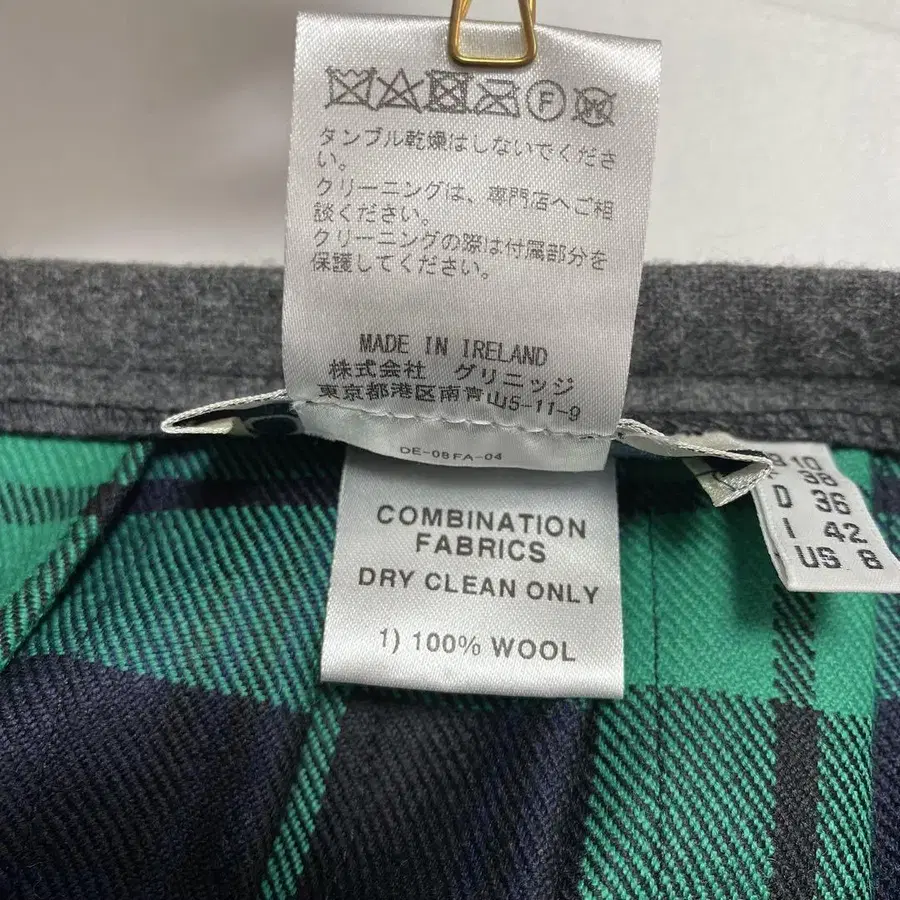 F
W
タンブル乾燥はしないでくださ
い。
クリーニングは、専門店へご相
談ください。
クリーニングの際は付属部分を
保護してください。
MADE IN IRELAND
株式会社 グリニッジ
東京都港区南青山5-11-9
DE-08FA-04
COMBINATION
FABRICS
DRY CLEAN ONLY
1) 100% WOOL
10
38
D 36
I 42
US 8